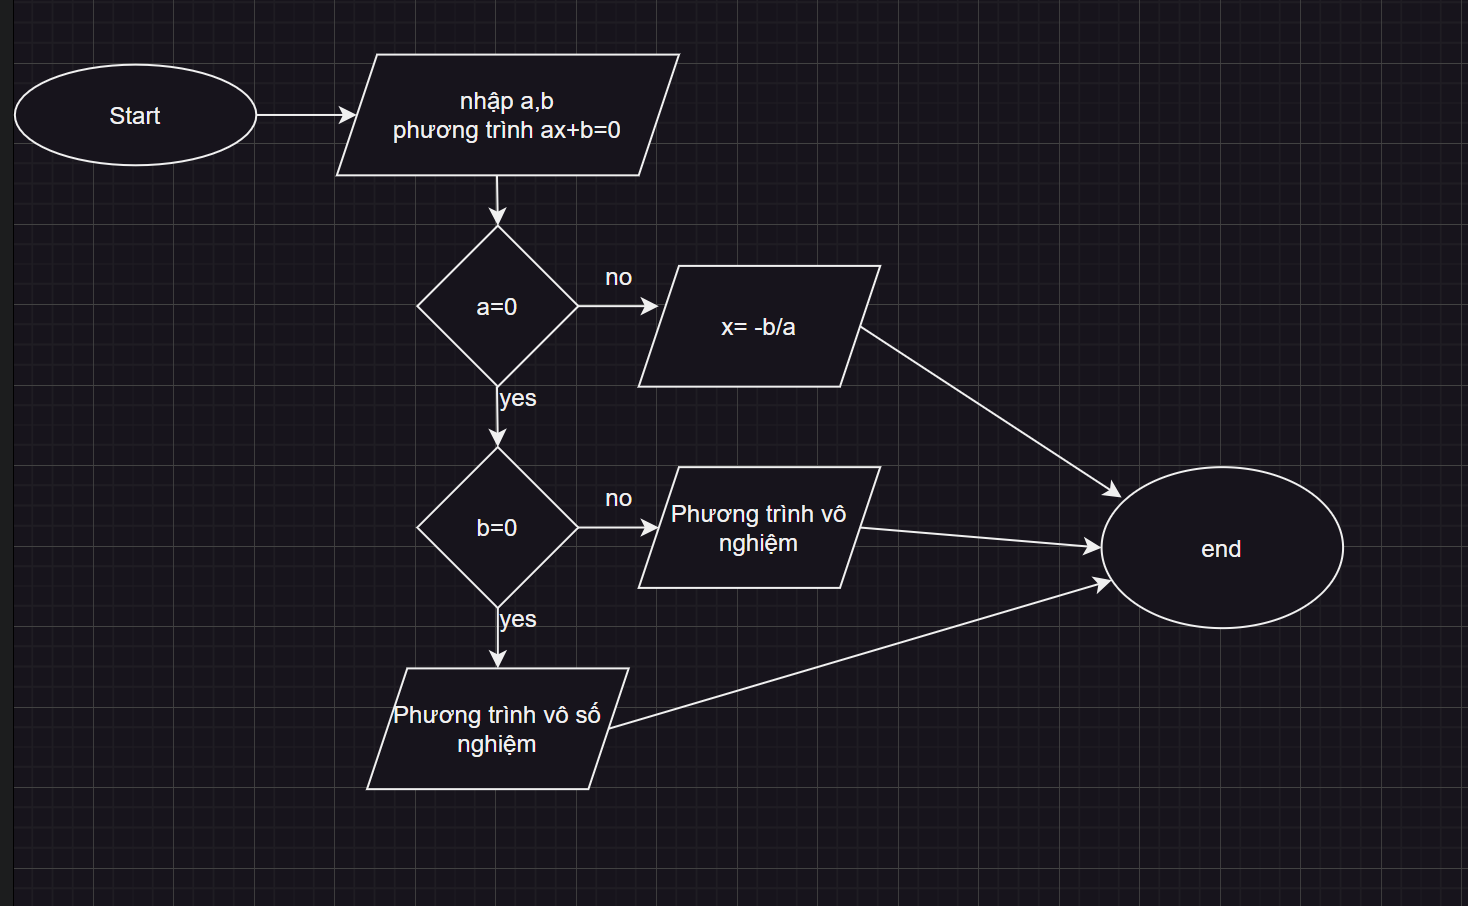 Start
nhập a,b
phương trình ax+b=0
a=0
no
x= -b/a
yes
b=0
no
Phương trình vô
nghiệm
end
yes
Phương trình vô số
nghiệm